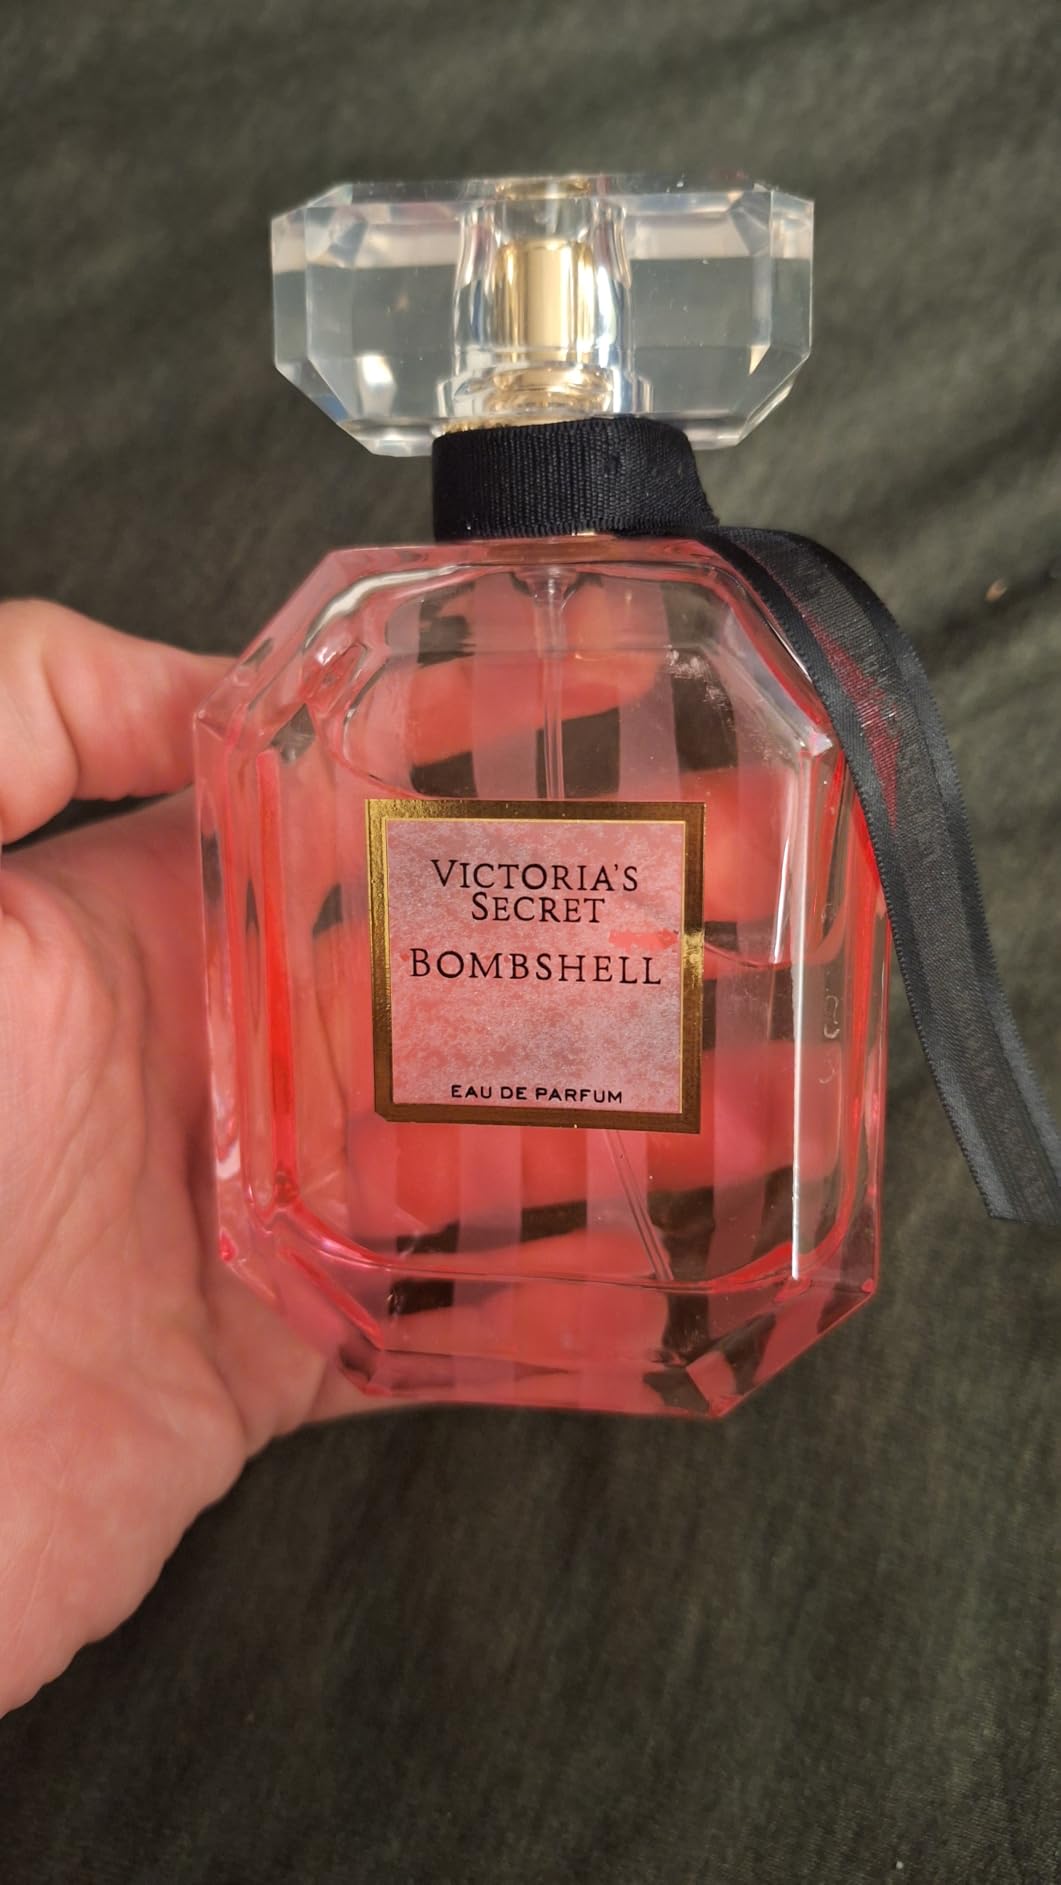 VICTORIA'S
SECRET
BOMBSHELL
EAU DE PARFUM